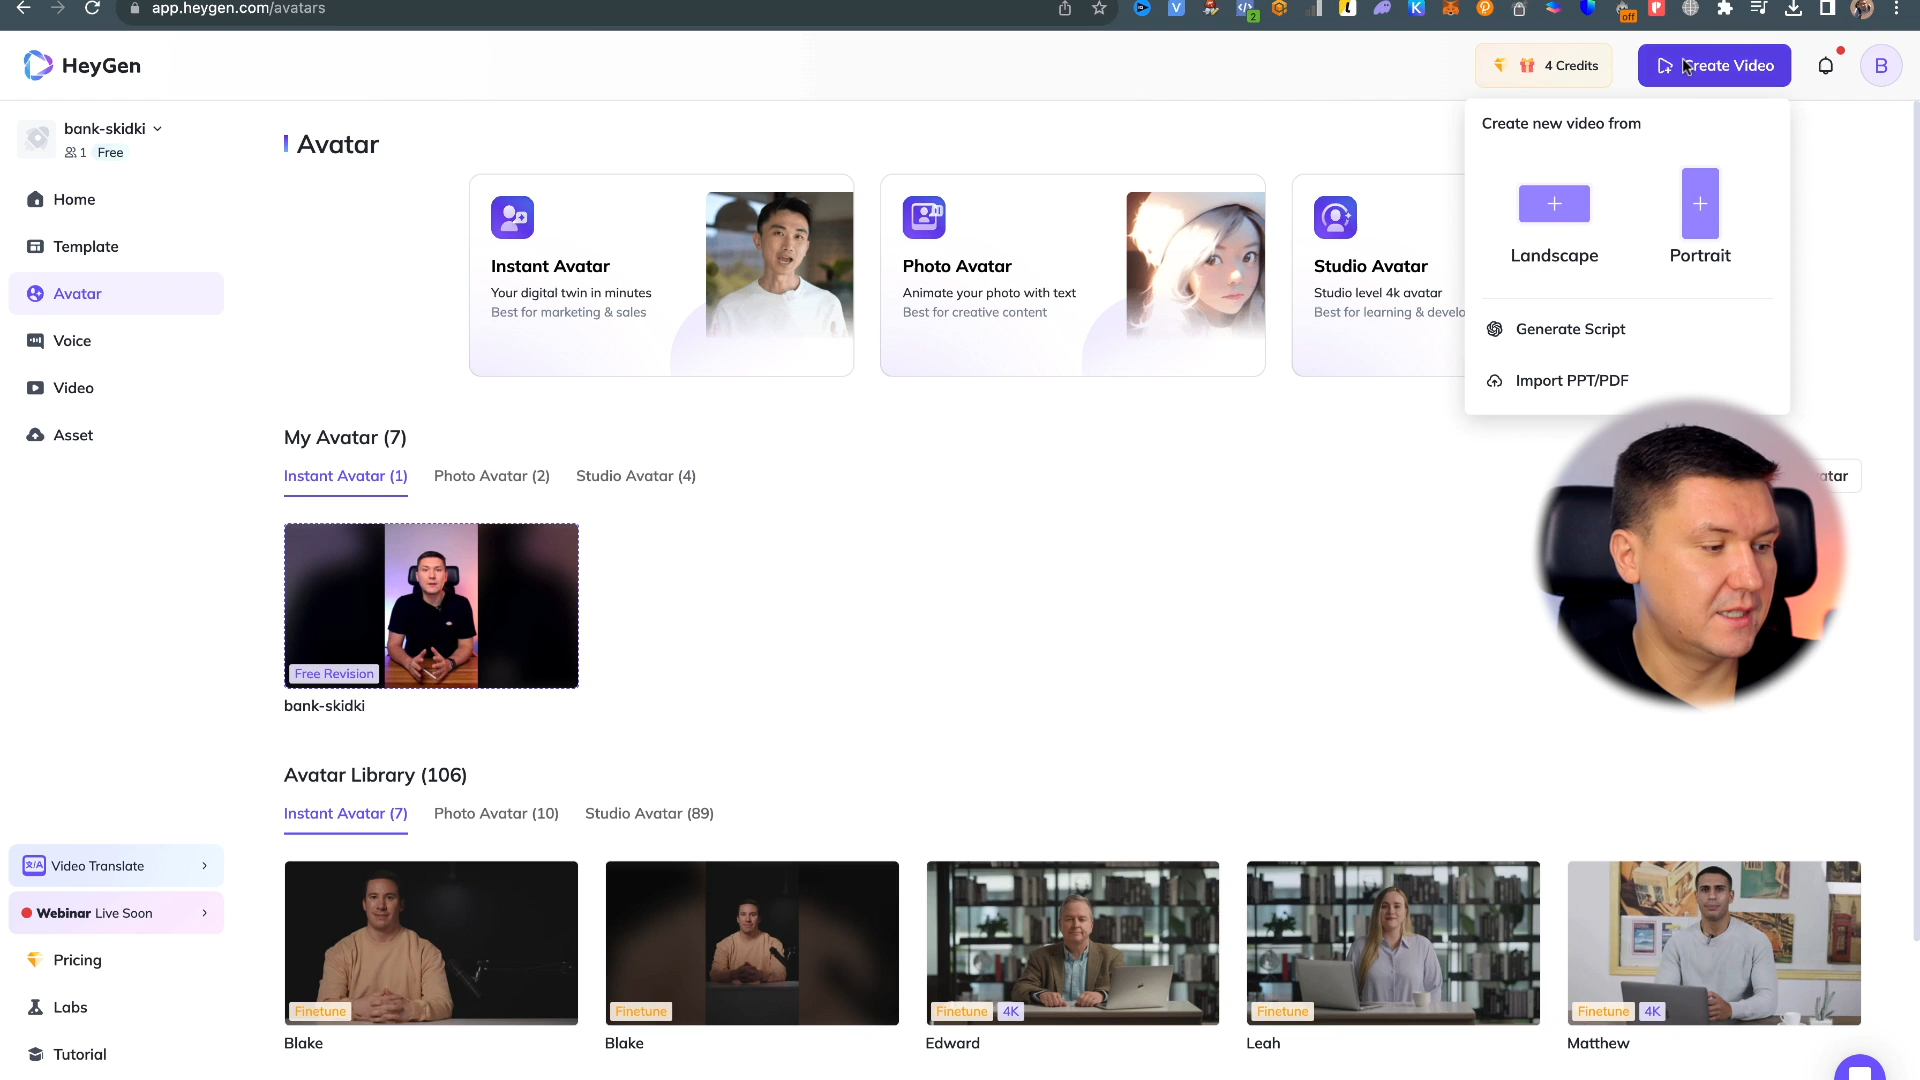 app.heygen.com/avatars
2
off
HeyGen
4 Credits
Create Video
B
bank-skidki
1 Free
Home
Template
Avatar
Voice
Video
Asset
Video Translate
Webinar Live Soon
Pricing
Labs
Tutorial
Avatar
Instant Avatar
Your digital twin in minutes
Best for marketing & sales
Photo Avatar
Animate your photo with text
Best for creative content
Studio Avatar
Studio level 4k avatar
Best for learning & develo
Create new video from
Landscape
Portrait
Generate Script
Import PPT/PDF
My Avatar (7)
Instant Avatar (1) Photo Avatar (2) Studio Avatar (4)
atar
Free Revision
bank-skidki
Avatar Library (106)
Instant Avatar (7) Photo Avatar (10) Studio Avatar (89)
Finetune
Finetune
Finetune 4K
Finetune
Finetune 4K
Blake
Blake
Edward
Leah
Matthew